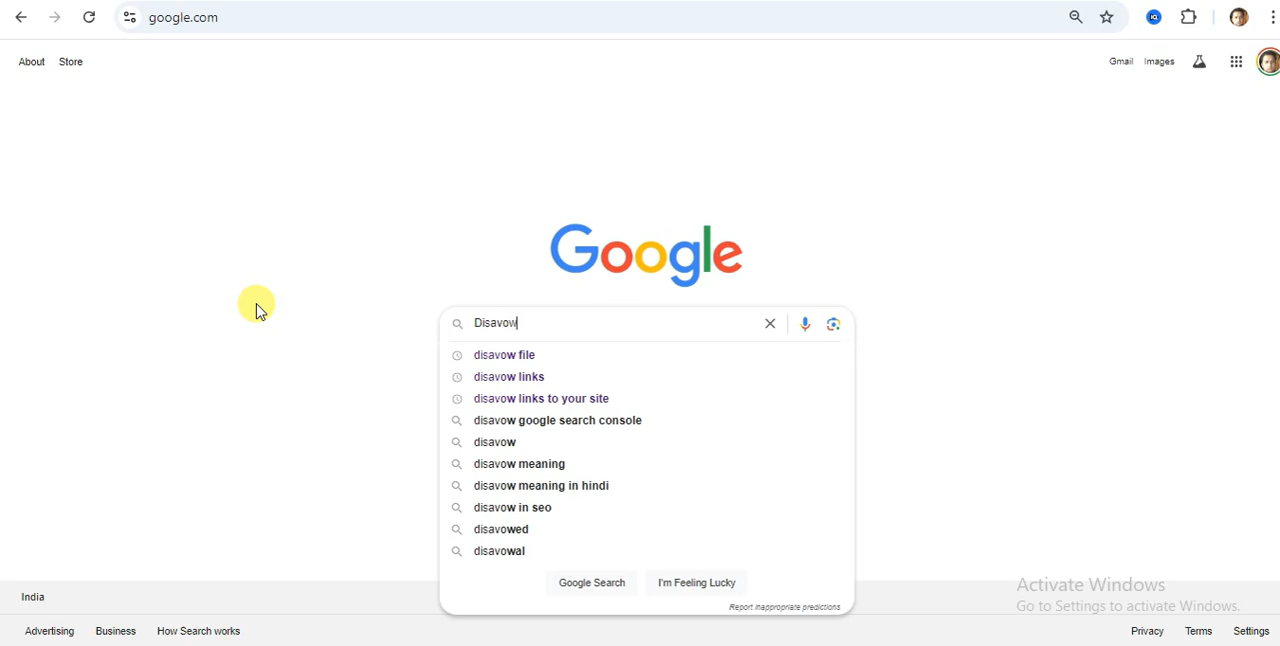 google.com
About Store
Gmail Images
Google
Disavow
disavow file
disavow links
disavow links to your site
disavow google search console
disavow
disavow meaning
disavow meaning in hindi
disavow in seo
disavowed
disavowal
Google Search I'm Feeling Lucky
Report inappropriate predictions
Activate Windows
Go to Settings to activate Windows.
India
Advertising Business How Search works
Privacy Terms Settings